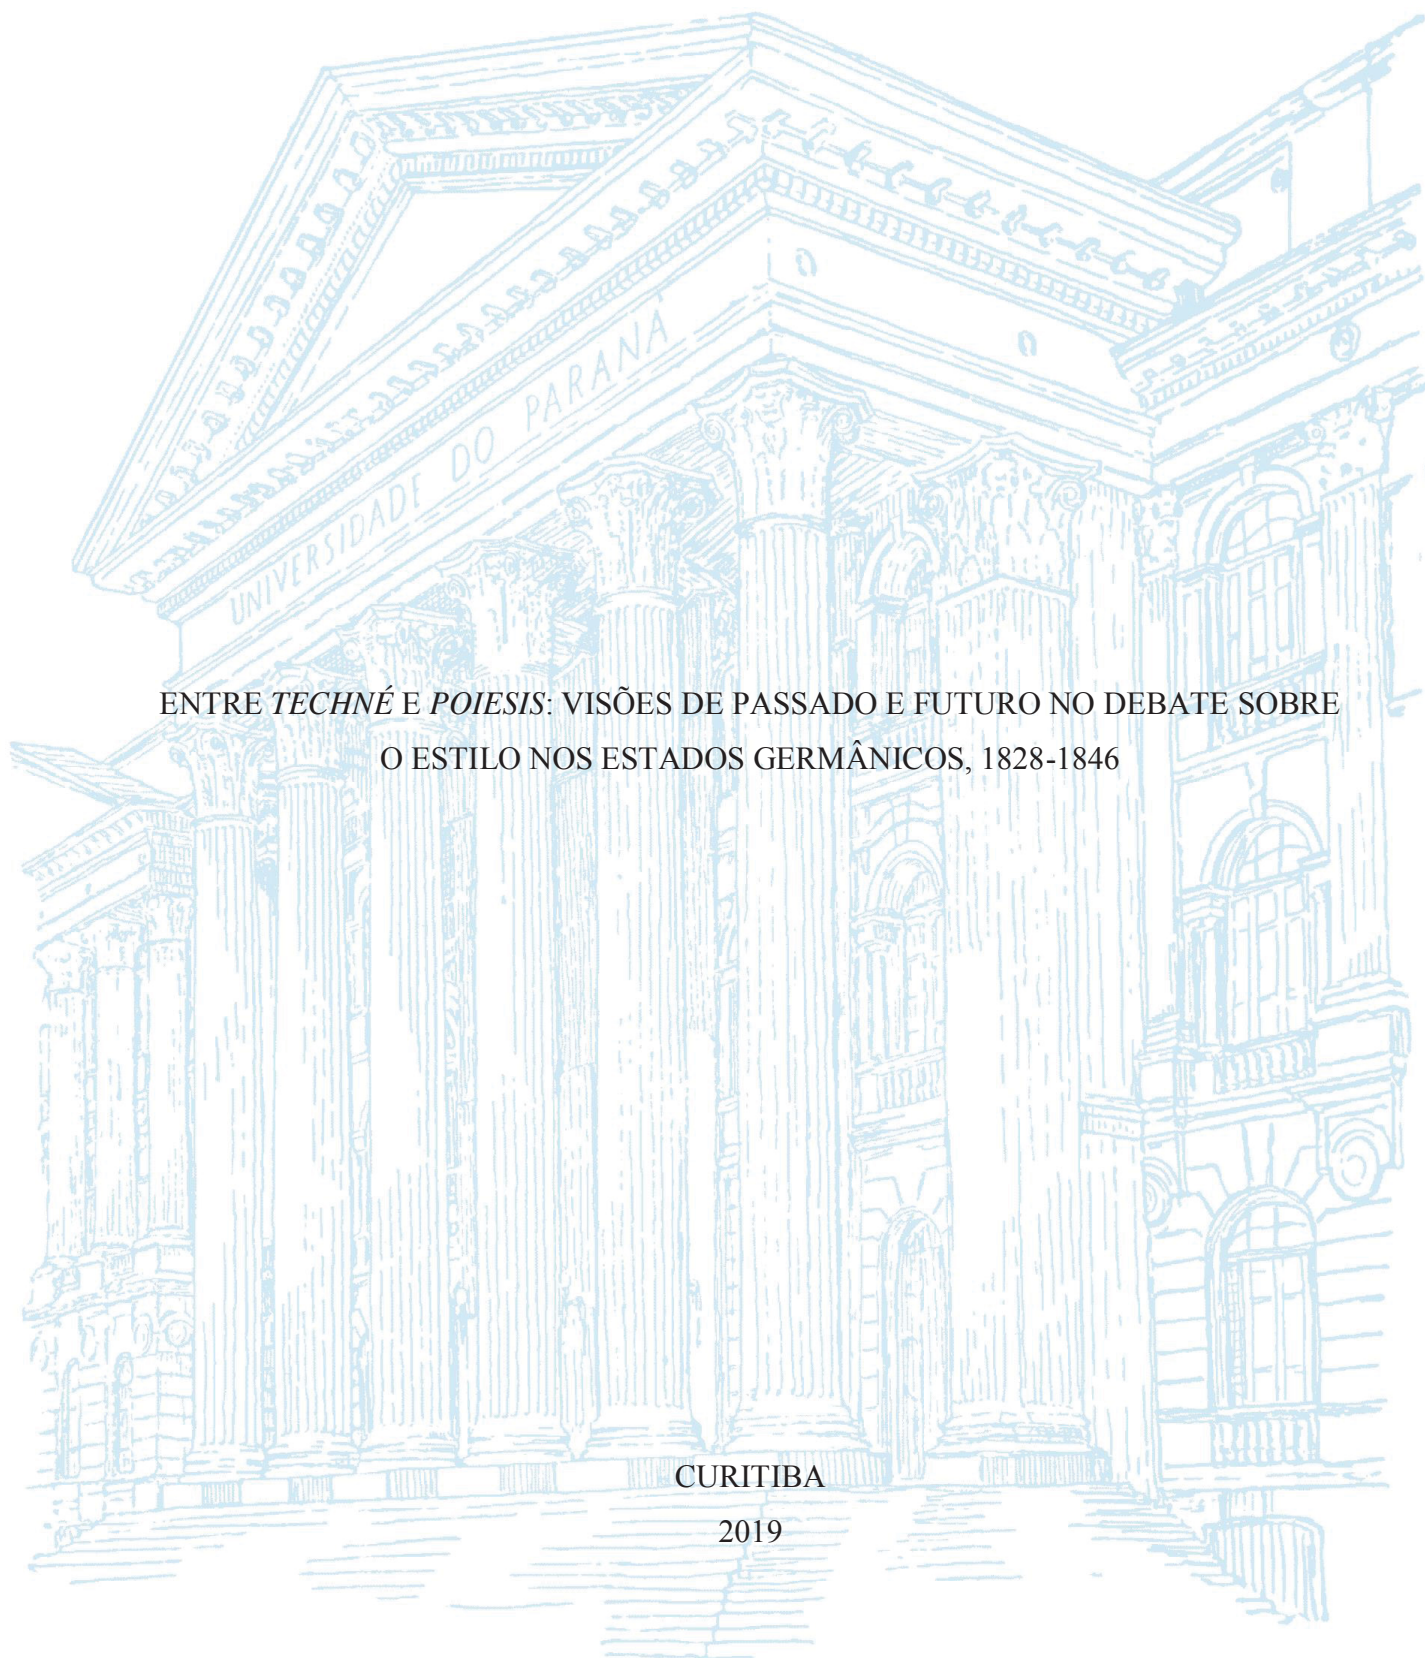 UNIVERSIDADE DO PARANÁ
ENTRE TECHNÉ E POIESIS: VISÕES DE PASSADO E FUTURO NO DEBATE SOBRE
O ESTILO NOS ESTADOS GERMÂNICOS, 1828-1846
CURITIBA
2019